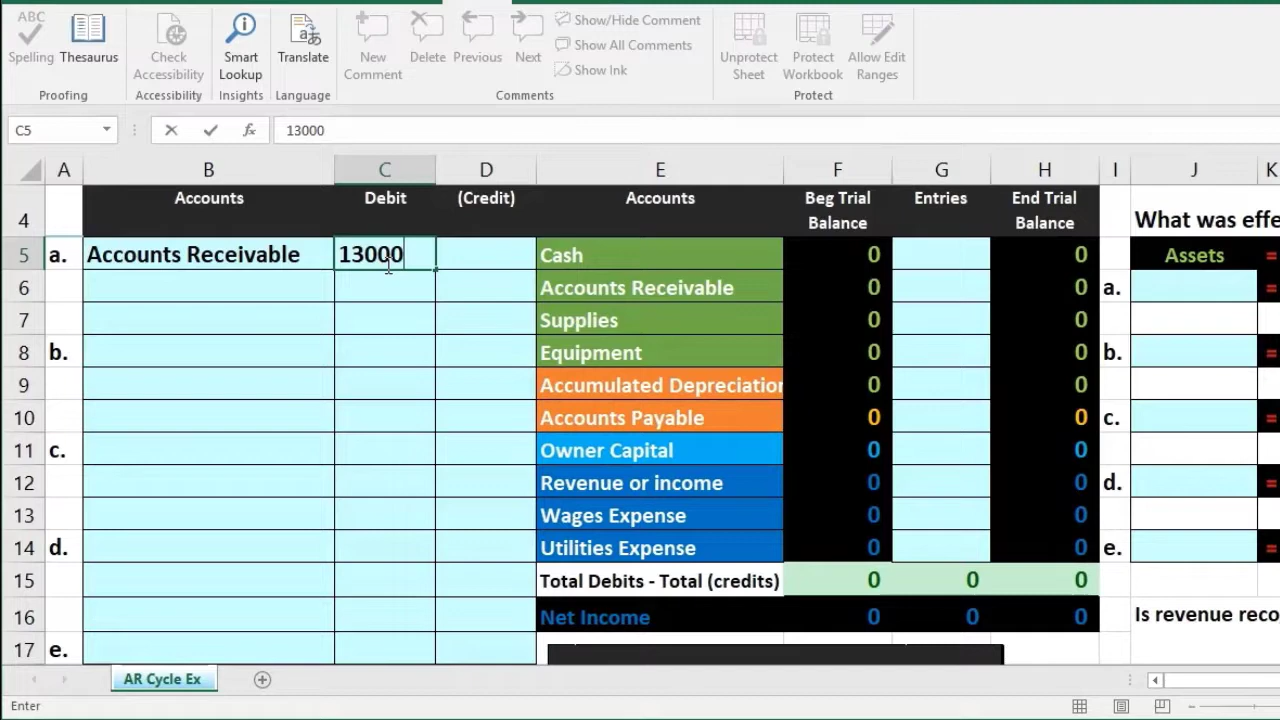 Spelling Thesaurus Check Accessibility Smart Lookup Translate New Comment Delete Previous Next Show/Hide Comment
Show All Comments
Show Ink
Unprotect Sheet Protect Workbook Allow Edit Ranges
Proofing Accessibility Insights Language Comments Protect
C5 fx 13000
A B C D E F G H I J K
4 Accounts Debit (Credit) Accounts Beg Trial Balance Entries End Trial Balance What was effe
5 a. Accounts Receivable 13000 Cash 0 0 Assets =
6 Accounts Receivable 0 0 a. =
7 Supplies 0 0
8 b. Equipment 0 0 b. =
9 Accumulated Depreciation 0 0
10 Accounts Payable 0 0 c. =
11 c. Owner Capital 0 0
12 Revenue or income 0 0 d. =
13 Wages Expense 0 0
14 d. Utilities Expense 0 0 e. =
15 Total Debits - Total (credits) 0 0 0
16 Net Income 0 0 0 Is revenue reco
17 e.
AR Cycle Ex
Enter